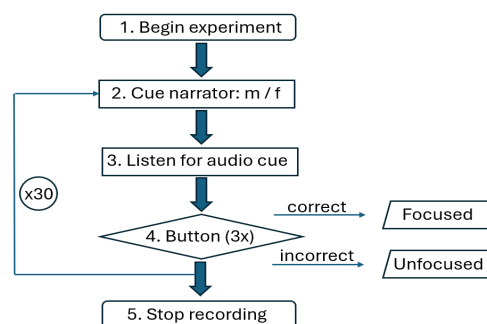 1. Begin experiment
2. Cue narrator: m / f
3. Listen for audio cue
x30
correct
Focused
4. Button (3x)
incorrect
Unfocused
5. Stop recording